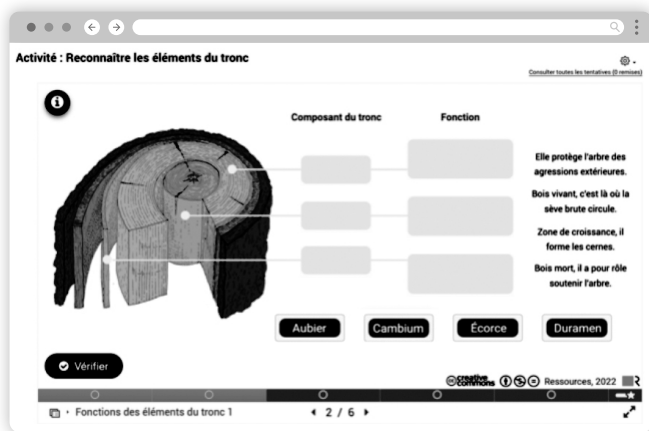 Activité : Reconnaître les éléments du tronc
Consulter toutes les tentatives (0 remises)
Composant du tronc
Fonction
Elle protège l'arbre des
agressions extérieures.
Bois vivant, c'est là où la
sève brute circule.
Zone de croissance, il
forme les cernes.
Bois mort, il a pour rôle
soutenir l'arbre.
Aubier
Cambium
Écorce
Duramen
Vérifier
creative commons
Ressources, 2022
Fonctions des éléments du tronc 1
2 / 6